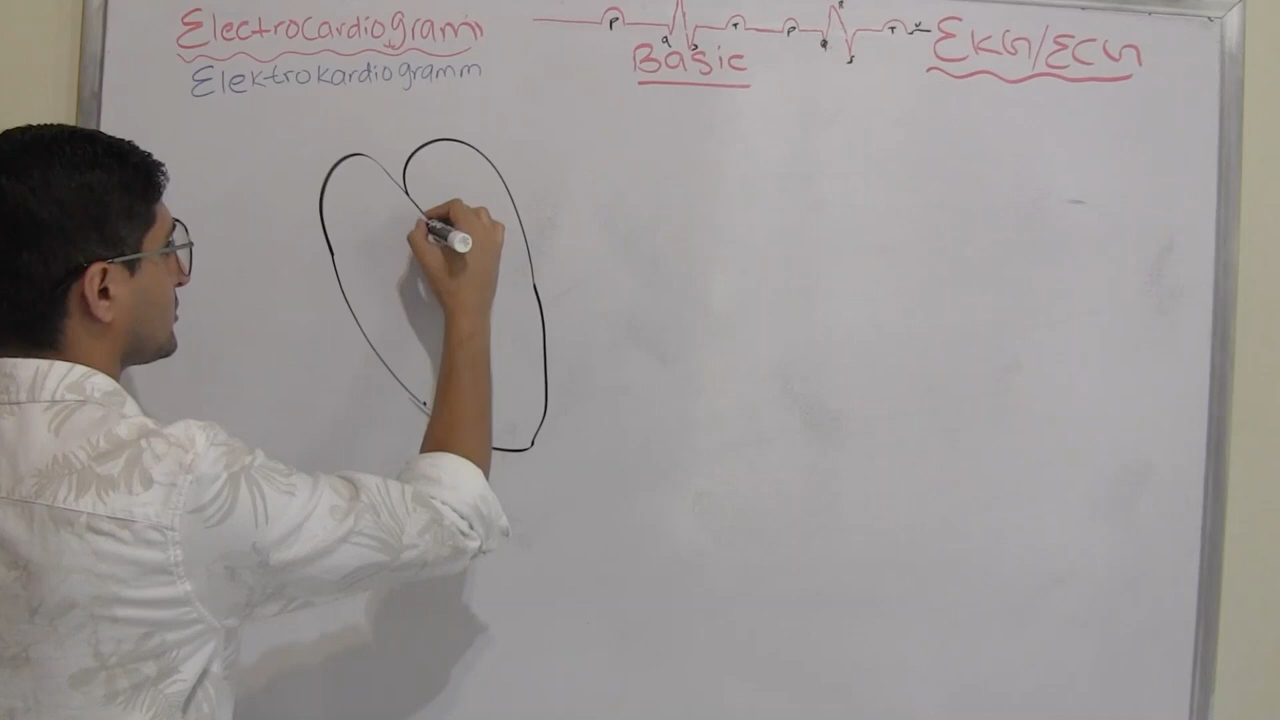 Electrocardiogram
Elektrokardiogramm
P Q S T P Q R S T
Basic
EKG/ECG